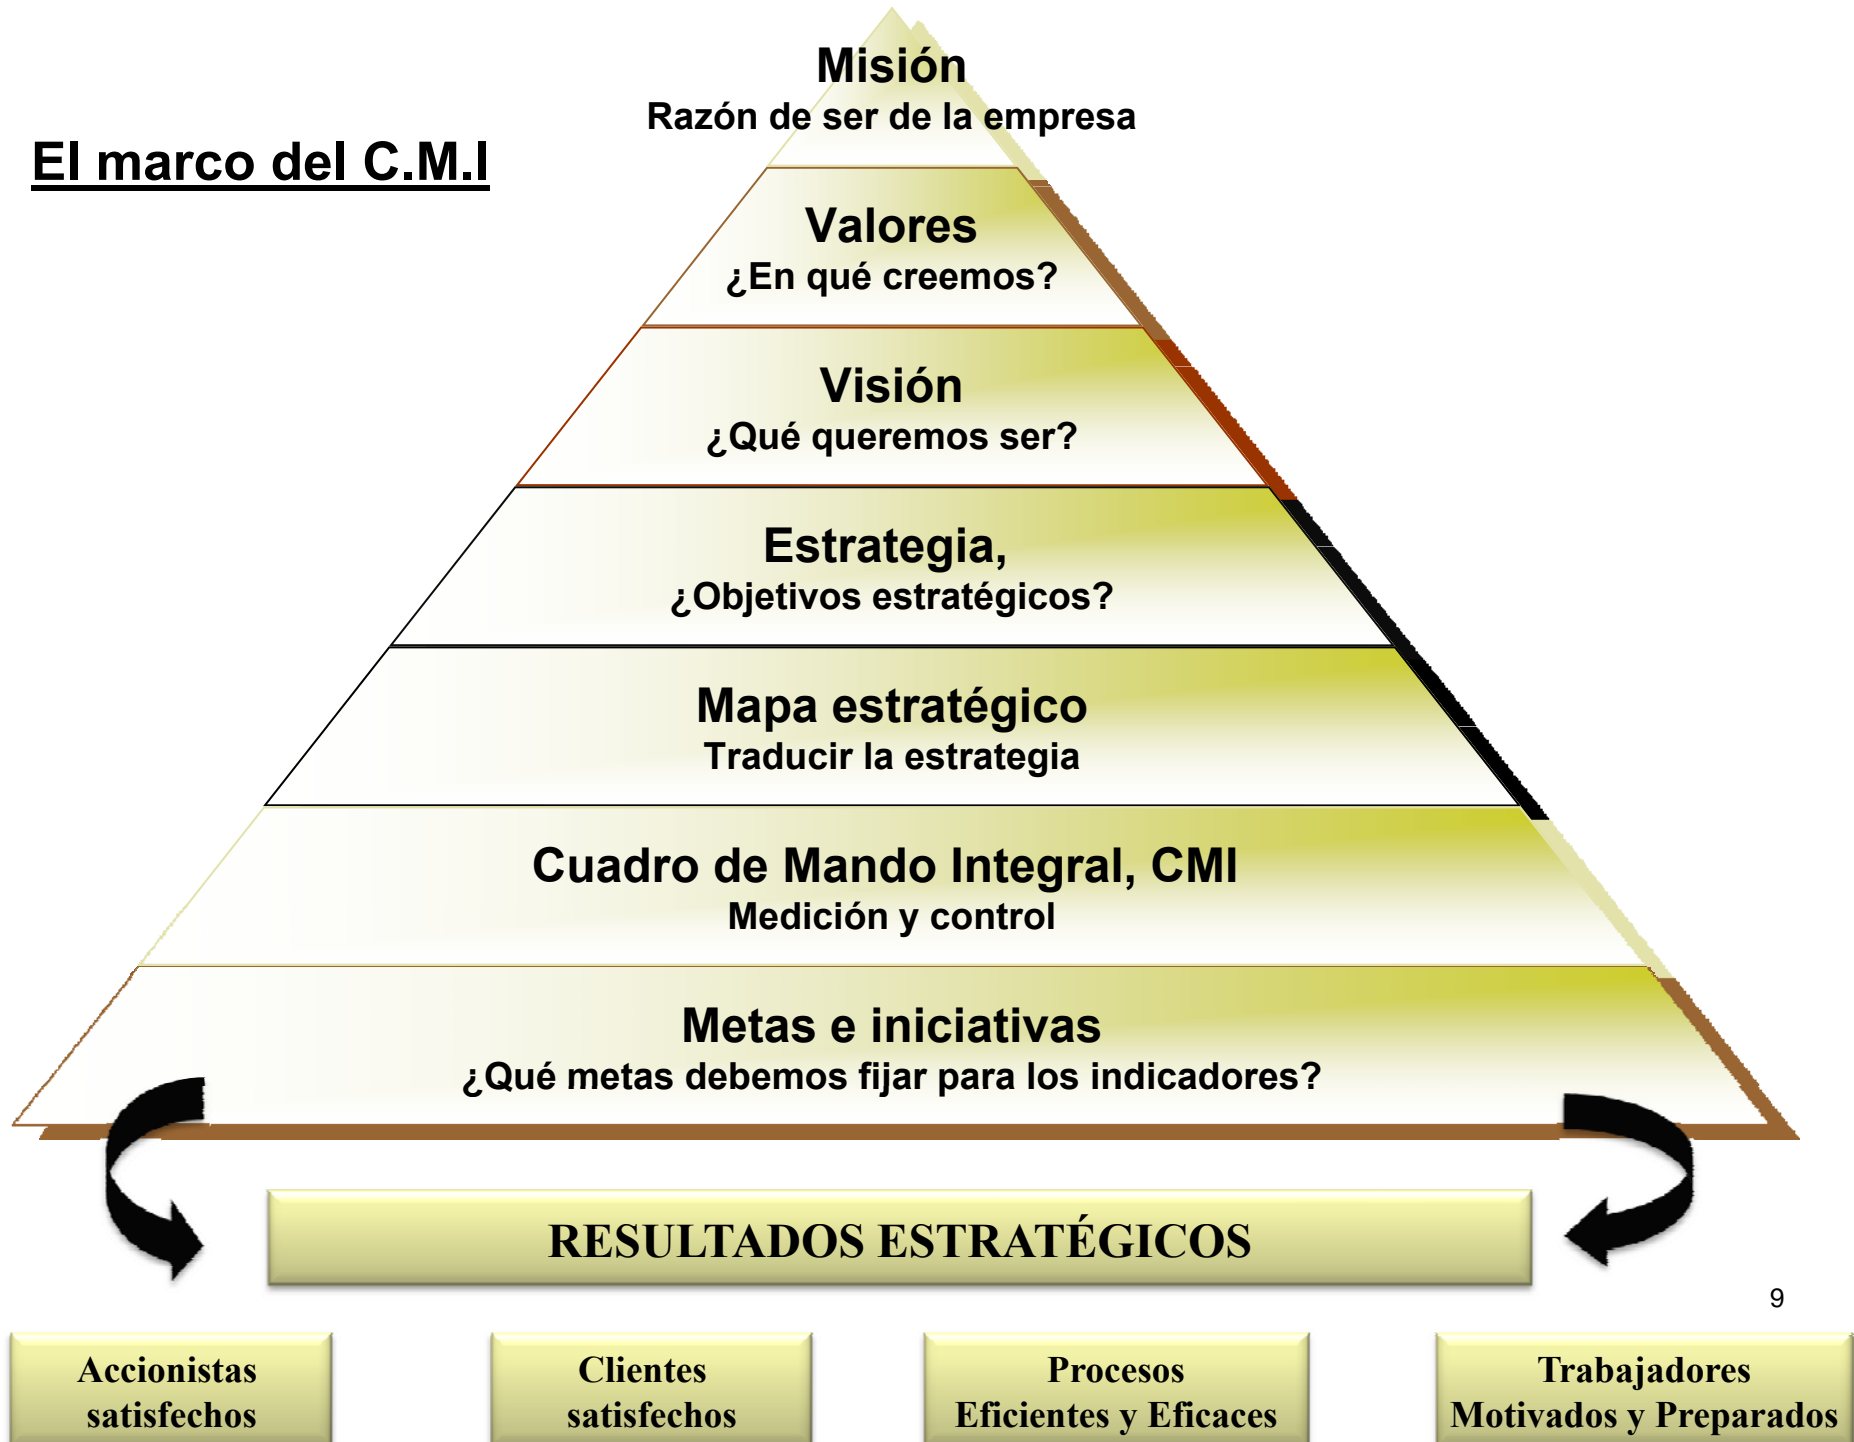 Misión
Razón de ser de la empresa
El marco del C.M.I
Valores
¿En qué creemos?
Visión
¿Qué queremos ser?
Estrategia,
¿Objetivos estratégicos?
Mapa estratégico
Traducir la estrategia
Cuadro de Mando Integral, CMI
Medición y control
Metas e iniciativas
¿Qué metas debemos fijar para los indicadores?
RESULTADOS ESTRATÉGICOS
9
Accionistas
satisfechos
Clientes
satisfechos
Procesos
Eficientes y Eficaces
Trabajadores
Motivados y Preparados